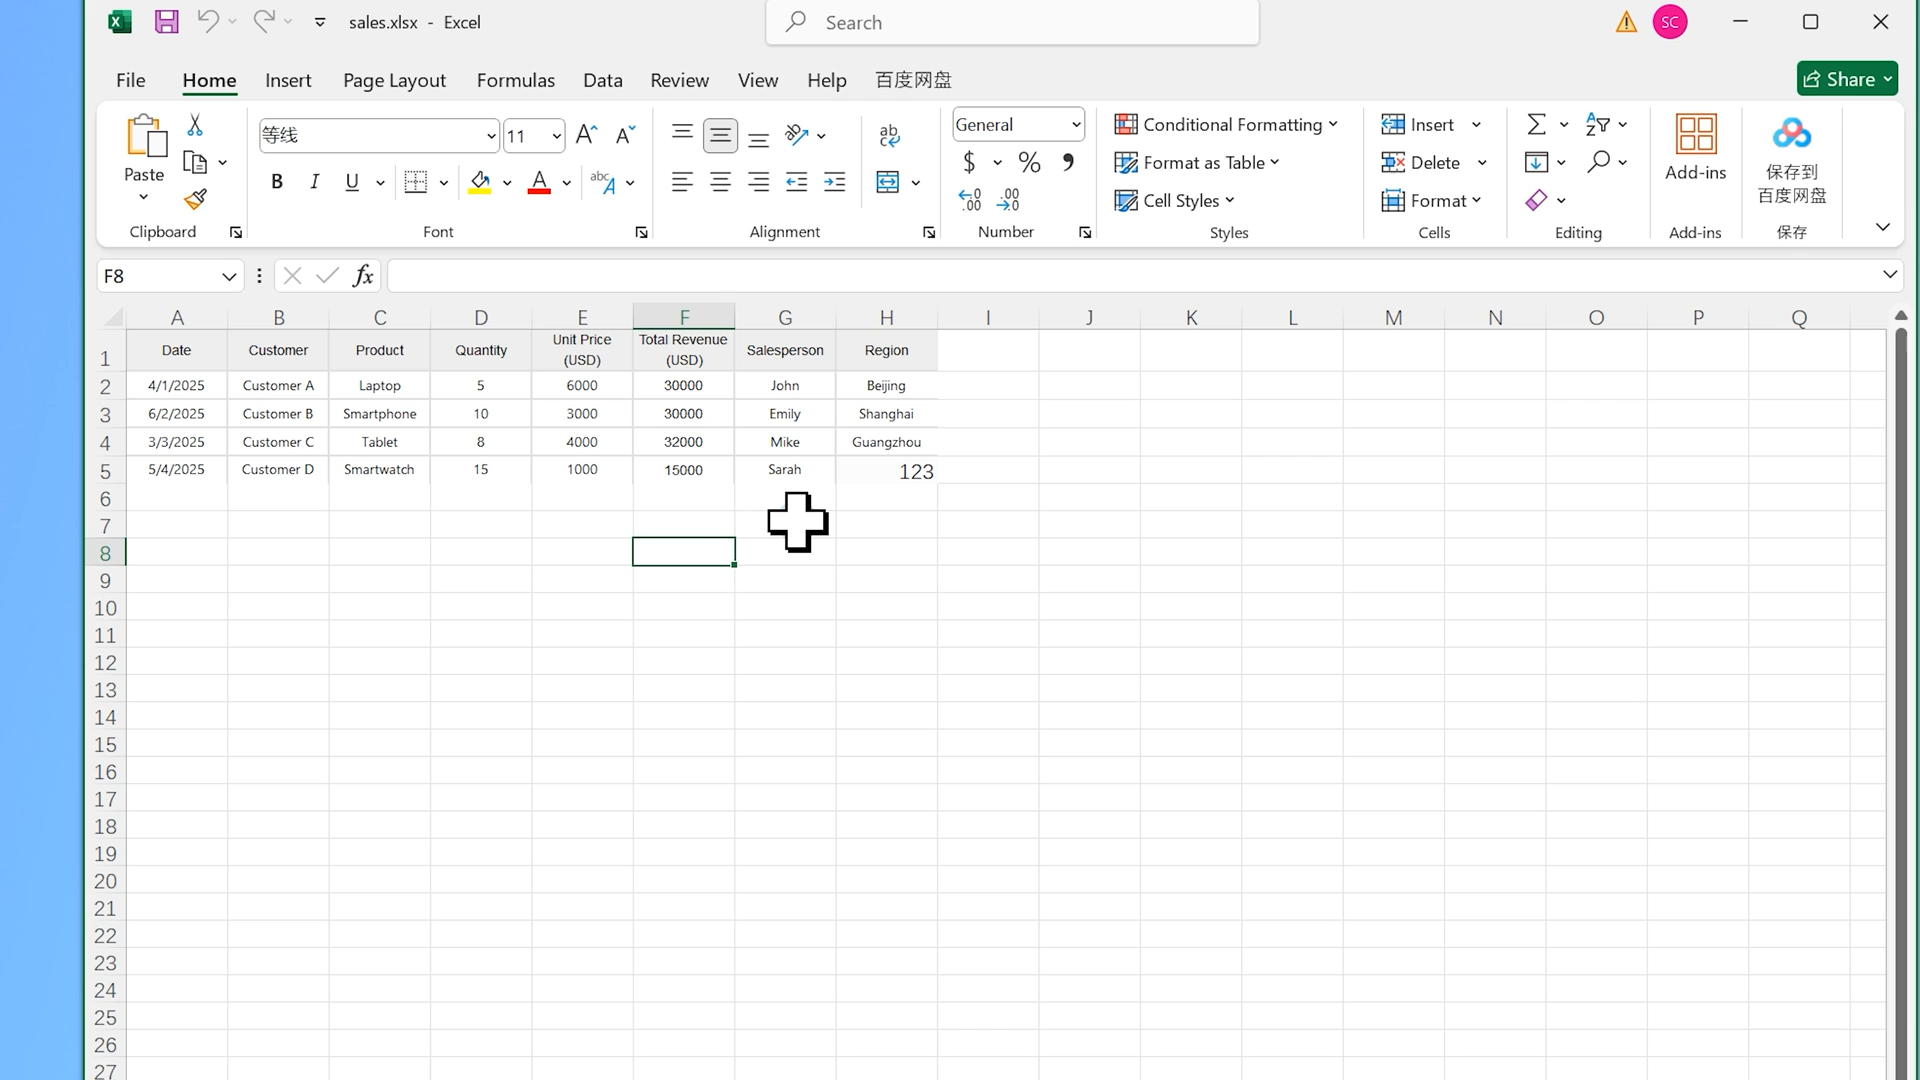 sales.xlsx - Excel
Search
SC
File Home Insert Page Layout Formulas Data Review View Help 百度网盘
Share
Paste
Clipboard
等线 11
B I U
Font
ab
Alignment
General
$ % ,
Number
Conditional Formatting
Format as Table
Cell Styles
Styles
Insert
Delete
Format
Cells
Editing
Add-ins
Add-ins
保存到
百度网盘
保存
F8 fx
A B C D E F G H I J K L M N O P Q
1 Date Customer Product Quantity Unit Price (USD) Total Revenue (USD) Salesperson Region
2 4/1/2025 Customer A Laptop 5 6000 30000 John Beijing
3 6/2/2025 Customer B Smartphone 10 3000 30000 Emily Shanghai
4 3/3/2025 Customer C Tablet 8 4000 32000 Mike Guangzhou
5 5/4/2025 Customer D Smartwatch 15 1000 15000 Sarah 123
6
7
8
9
10
11
12
13
14
15
16
17
18
19
20
21
22
23
24
25
26
27